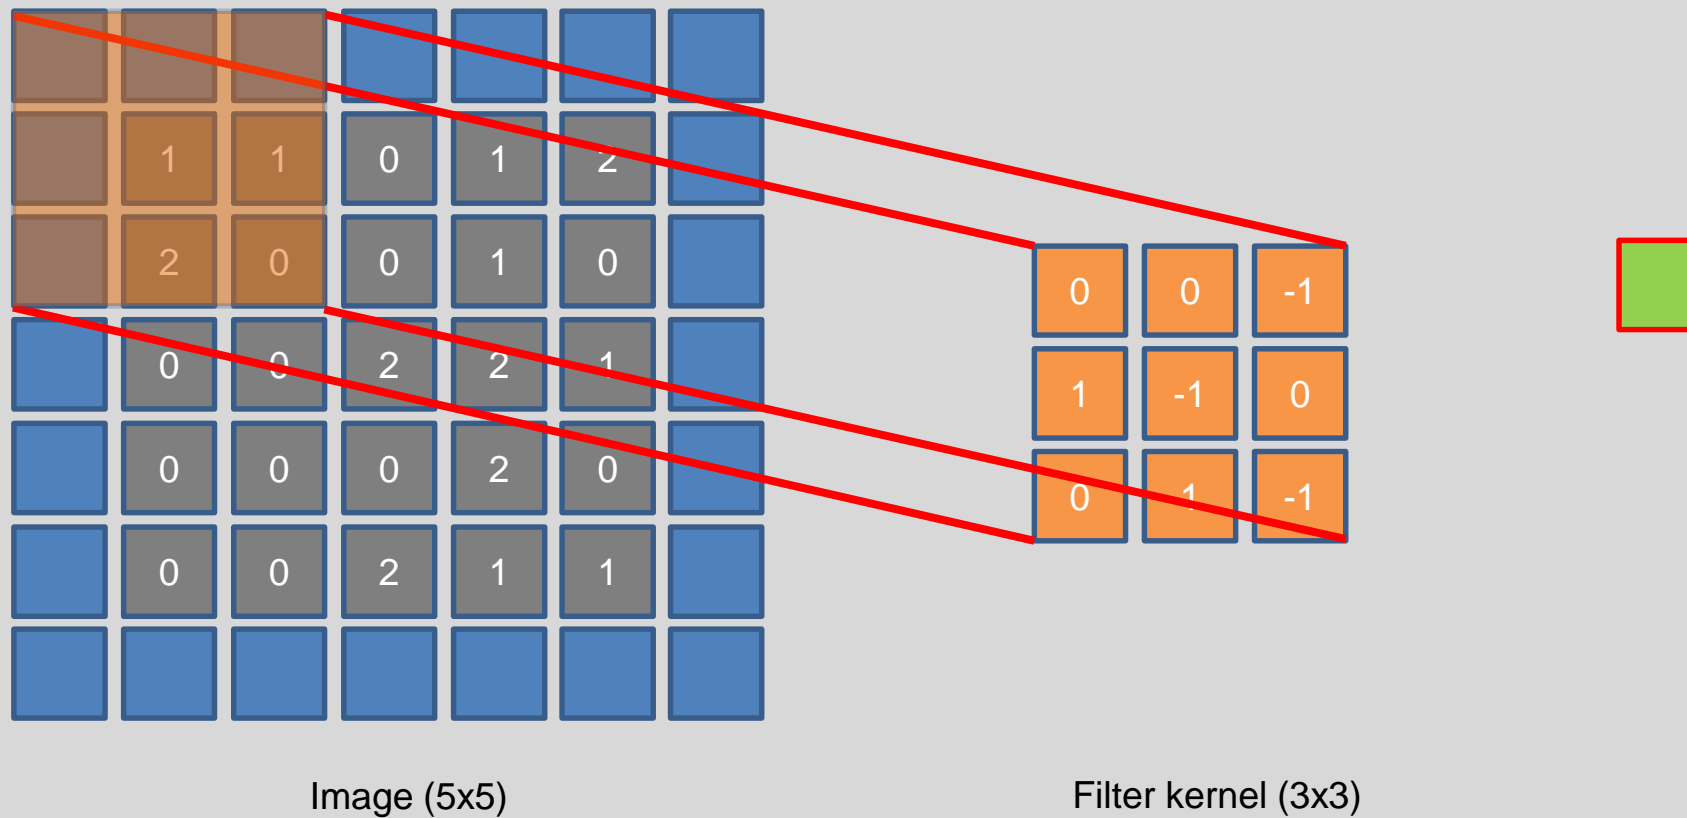 1 1 0 1 2
2 0 0 1 0
0 0 -1
0 0 2 2 1
1 -1 0
0 0 0 2 0
0 1 -1
0 0 2 1 1
Image (5x5)
Filter kernel (3x3)